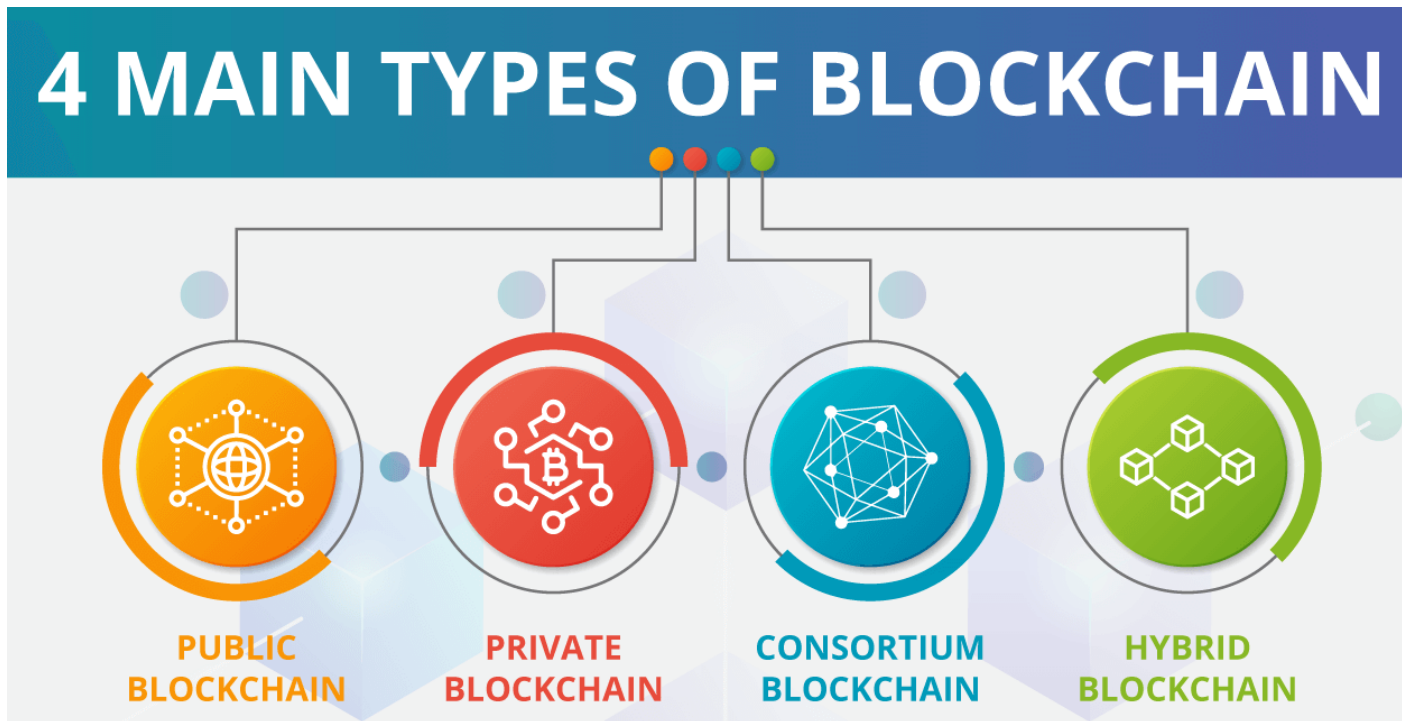 4 MAIN TYPES OF BLOCKCHAIN
PUBLIC
BLOCKCHAIN
PRIVATE
BLOCKCHAIN
CONSORTIUM
BLOCKCHAIN
HYBRID
BLOCKCHAIN